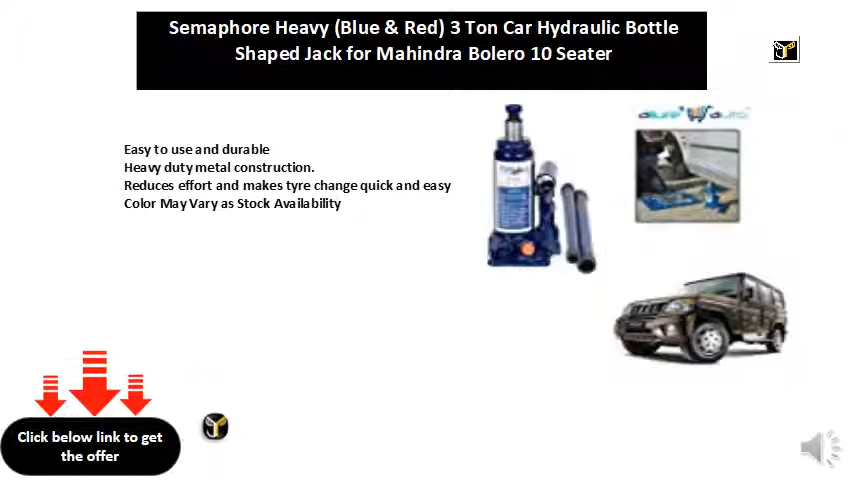 Semaphore Heavy (Blue & Red) 3 Ton Car Hydraulic Bottle
Shaped Jack for Mahindra Bolero 10 Seater
Easy to use and durable
Heavy duty metal construction.
Reduces effort and makes tyre change quick and easy
Color May Vary as Stock Availability
Click below link to get
the offer